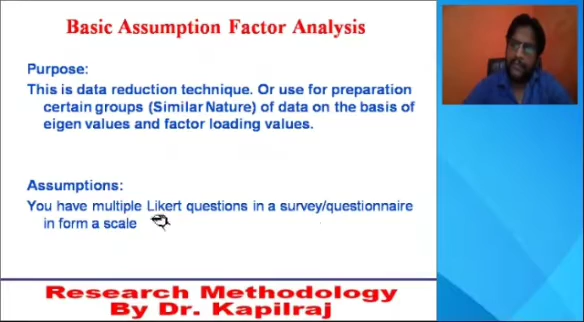 Basic Assumption Factor Analysis
Purpose:
This is data reduction technique. Or use for preparation
certain groups (Similar Nature) of data on the basis of
eigen values and factor loading values.
Assumptions:
You have multiple Likert questions in a survey/questionnaire
in form a scale
Research Methodology
By Dr. Kapilraj